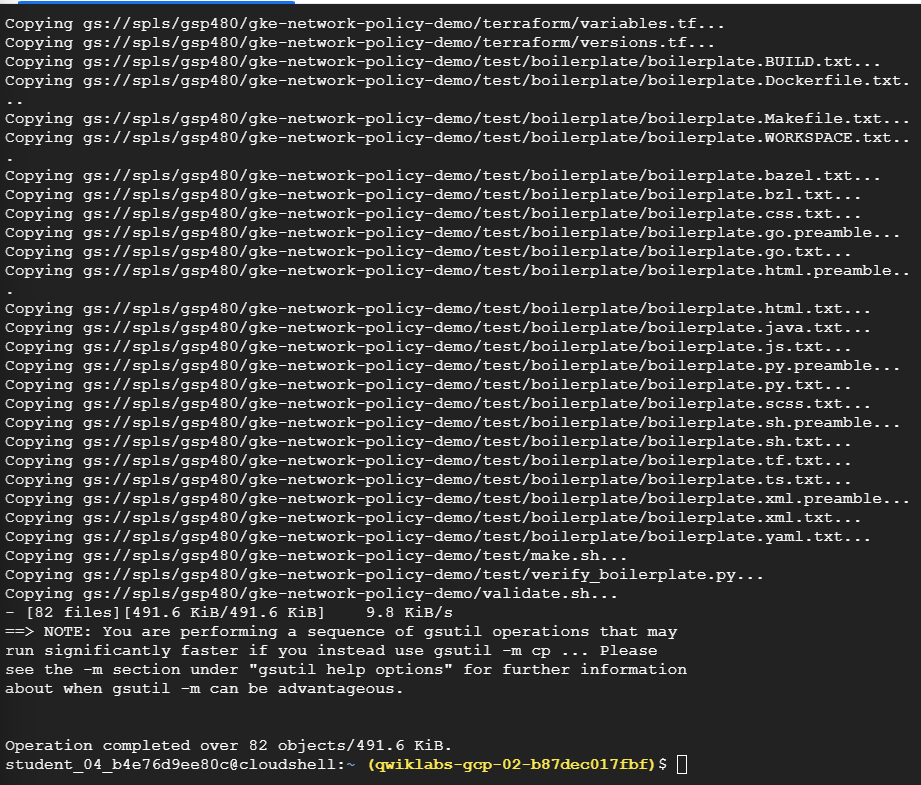 Copying gs://spls/gsp480/gke-network-policy-demo/terraform/variables.tf...
Copying gs://spls/gsp480/gke-network-policy-demo/terraform/versions.tf...
Copying gs://spls/gsp480/gke-network-policy-demo/test/boilerplate/boilerplate.BUILD.txt...
Copying gs://spls/gsp480/gke-network-policy-demo/test/boilerplate/boilerplate.Dockerfile.txt.
..
Copying gs://spls/gsp480/gke-network-policy-demo/test/boilerplate/boilerplate.Makefile.txt...
Copying gs://spls/gsp480/gke-network-policy-demo/test/boilerplate/boilerplate.WORKSPACE.txt..
.
Copying gs://spls/gsp480/gke-network-policy-demo/test/boilerplate/boilerplate.bazel.txt...
Copying gs://spls/gsp480/gke-network-policy-demo/test/boilerplate/boilerplate.bzl.txt...
Copying gs://spls/gsp480/gke-network-policy-demo/test/boilerplate/boilerplate.css.txt...
Copying gs://spls/gsp480/gke-network-policy-demo/test/boilerplate/boilerplate.go.preamble...
Copying gs://spls/gsp480/gke-network-policy-demo/test/boilerplate/boilerplate.go.txt...
Copying gs://spls/gsp480/gke-network-policy-demo/test/boilerplate/boilerplate.html.preamble..
.
Copying gs://spls/gsp480/gke-network-policy-demo/test/boilerplate/boilerplate.html.txt...
Copying gs://spls/gsp480/gke-network-policy-demo/test/boilerplate/boilerplate.java.txt...
Copying gs://spls/gsp480/gke-network-policy-demo/test/boilerplate/boilerplate.js.txt...
Copying gs://spls/gsp480/gke-network-policy-demo/test/boilerplate/boilerplate.py.preamble...
Copying gs://spls/gsp480/gke-network-policy-demo/test/boilerplate/boilerplate.py.txt...
Copying gs://spls/gsp480/gke-network-policy-demo/test/boilerplate/boilerplate.scss.txt...
Copying gs://spls/gsp480/gke-network-policy-demo/test/boilerplate/boilerplate.sh.preamble...
Copying gs://spls/gsp480/gke-network-policy-demo/test/boilerplate/boilerplate.sh.txt...
Copying gs://spls/gsp480/gke-network-policy-demo/test/boilerplate/boilerplate.tf.txt...
Copying gs://spls/gsp480/gke-network-policy-demo/test/boilerplate/boilerplate.ts.txt...
Copying gs://spls/gsp480/gke-network-policy-demo/test/boilerplate/boilerplate.xml.preamble...
Copying gs://spls/gsp480/gke-network-policy-demo/test/boilerplate/boilerplate.xml.txt...
Copying gs://spls/gsp480/gke-network-policy-demo/test/boilerplate/boilerplate.yaml.txt...
Copying gs://spls/gsp480/gke-network-policy-demo/test/make.sh...
Copying gs://spls/gsp480/gke-network-policy-demo/test/verify_boilerplate.py...
Copying gs://spls/gsp480/gke-network-policy-demo/validate.sh...
- [82 files][491.6 KiB/491.6 KiB]    9.8 KiB/s
==> NOTE: You are performing a sequence of gsutil operations that may
run significantly faster if you instead use gsutil -m cp ... Please
see the -m section under "gsutil help options" for further information
about when gsutil -m can be advantageous.
Operation completed over 82 objects/491.6 KiB.
student_04_b4e76d9ee80c@cloudshell:~ (qwiklabs-gcp-02-b87dec017fbf)$